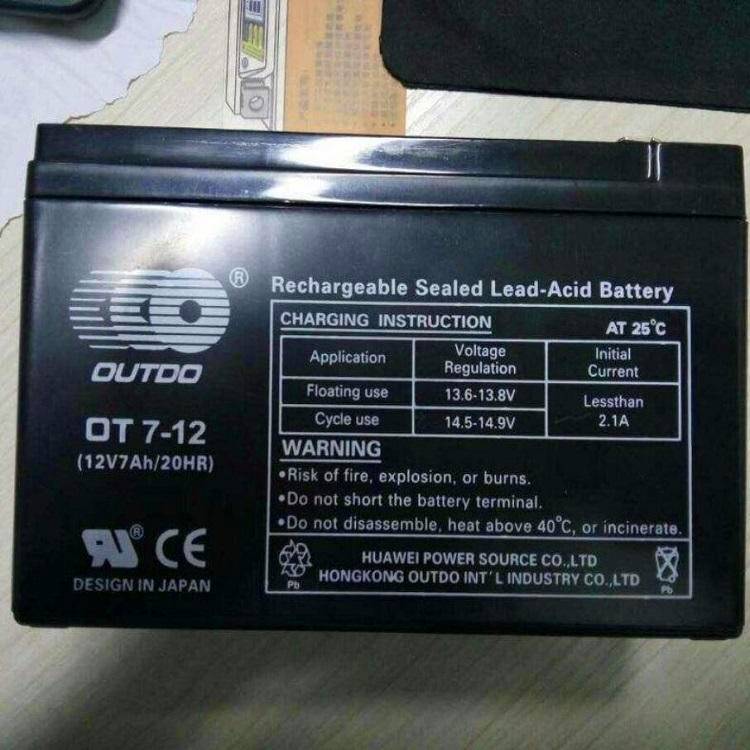 ®
OUTDO
OT 7-12
(12V7Ah/20HR)
®
CE
DESIGN IN JAPAN
Rechargeable Sealed Lead-Acid Battery
CHARGING INSTRUCTION AT 25°C
Application Voltage Regulation Initial Current
Floating use 13.6-13.8V Lessthan 2.1A
Cycle use 14.5-14.9V
WARNING
•Risk of fire, explosion, or burns.
•Do not short the battery terminal.
•Do not disassemble, heat above 40°C, or incinerate.
HUAWEI POWER SOURCE CO.,LTD
HONGKONG OUTDO INT'L INDUSTRY CO.,LTD
Pb
Pb